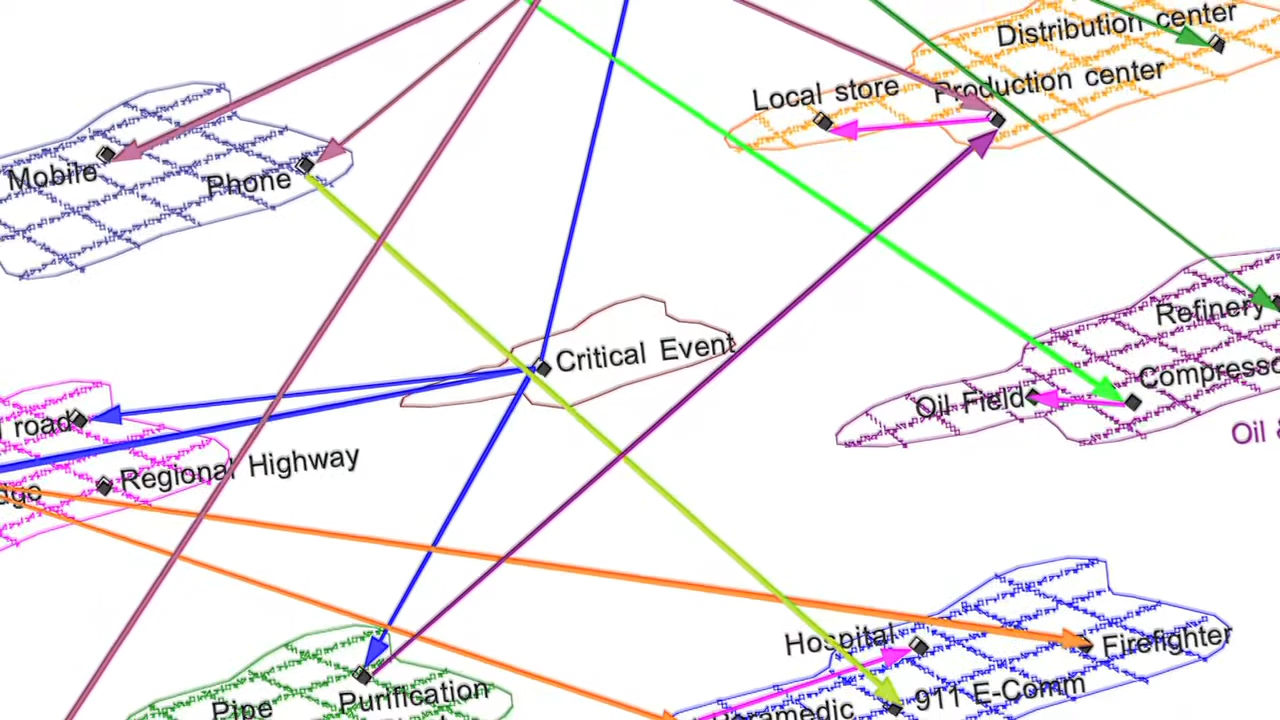 Distribution center
Production center
Local store
Mobile
Phone
Refinery
Critical Event
Oil Field
road
Oil &
Regional Highway
Hospital
Firefighter
911 E-Comm
Purification
Pipe